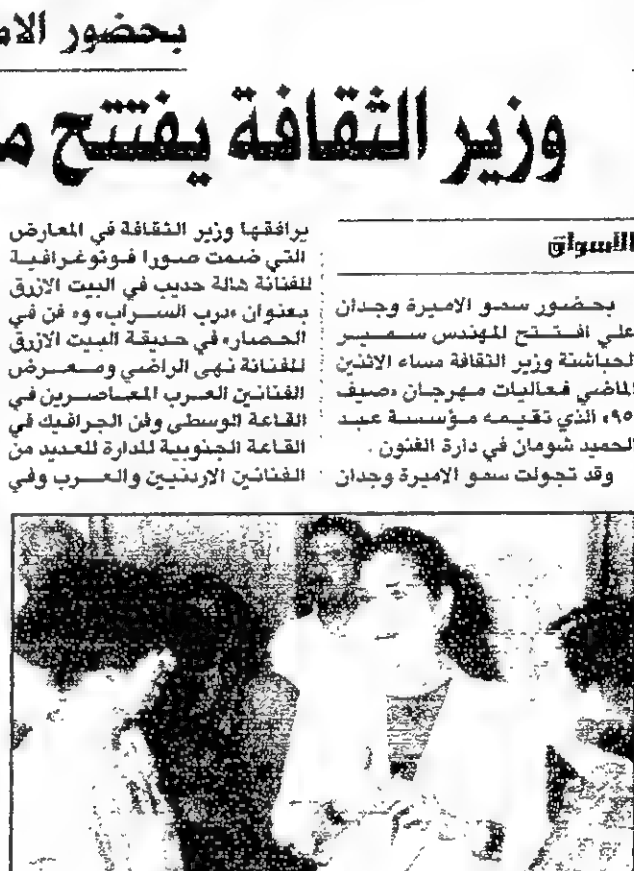 بحضور الام
وزير الثقافة يفتتح م
الاسواق
بحضور سمو الاميرة وجدان
علي افتتح المهندس سمير
الحباشنة وزير الثقافة مساء الاثنين
الماضي فعاليات مهرجان «صيف
٩٥» الذي تقيمه مؤسسة عبد
الحميد شومان في دارة الفنون .
وقد تجولت سمو الاميرة وجدان
يرافقها وزير الثقافة في المعارض
التي ضمت صورا فوتوغرافية
للفنانة هالة حديب في البيت الازرق
بعنوان «درب السراب» و« فن في
الحصار» في حديقة البيت الازرق
للفنانة نهى الراضي ومعرض
الفنانين العرب المعاصرين في
القاعة الوسطى وفن الجرافيك في
القاعة الجنوبية للدارة للعديد من
الفنانين الاردنيين والعرب وفي